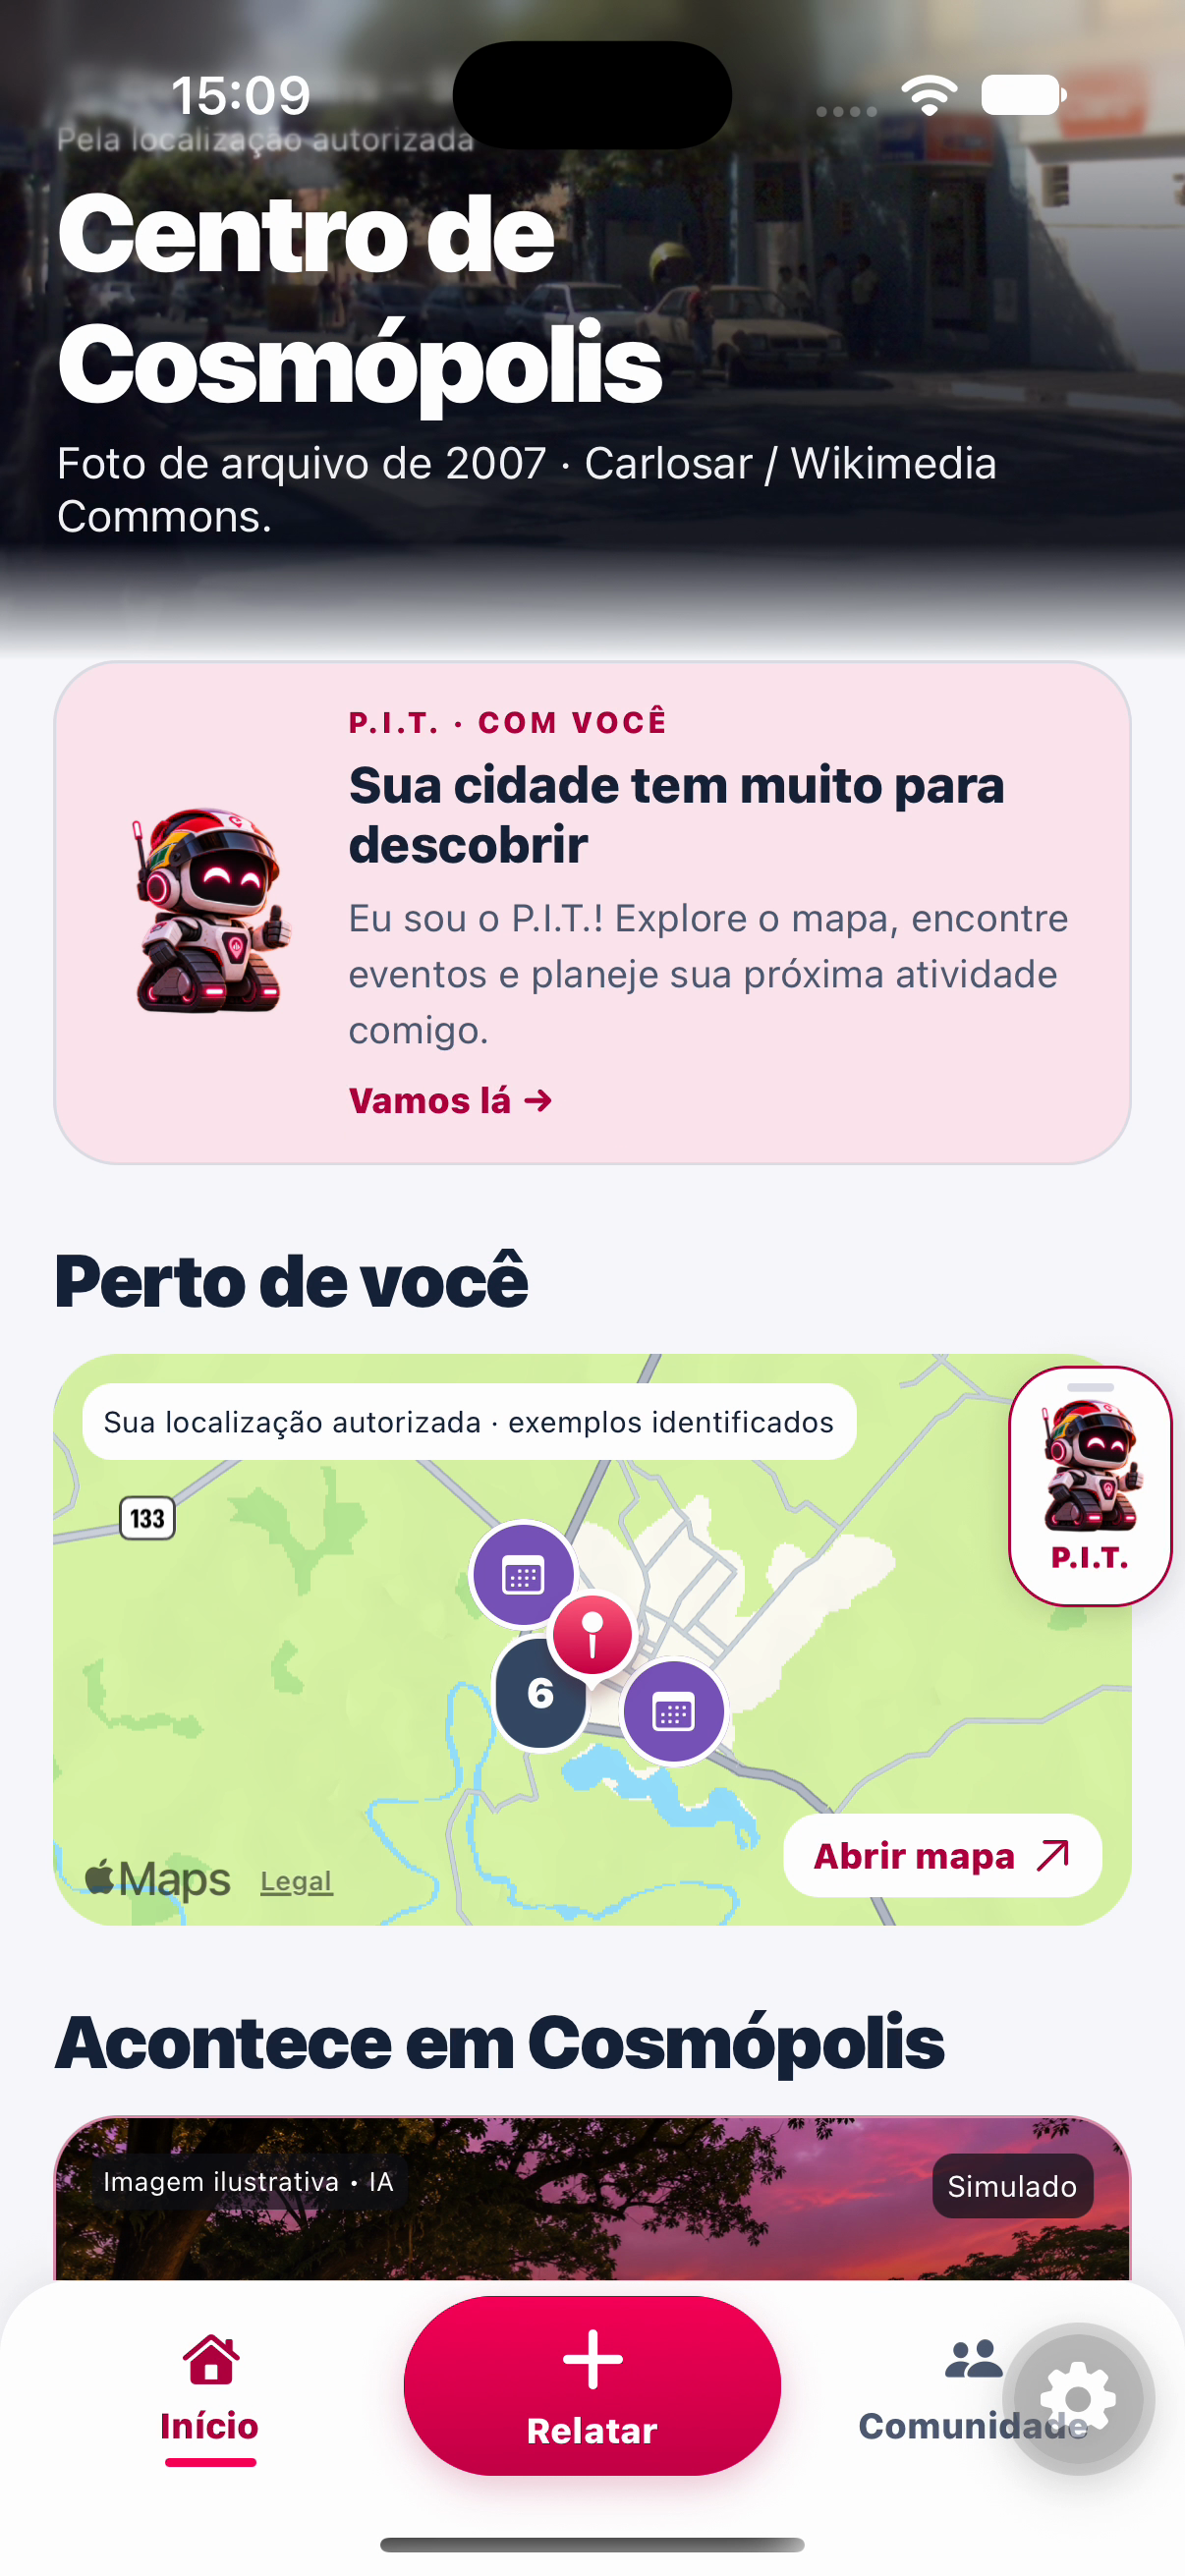 15:09
Pela localização autorizada
Centro de
Cosmópolis
Foto de arquivo de 2007 · Carlosar / Wikimedia
Commons.
P.I.T. · COM VOCÊ
Sua cidade tem muito para
descobrir
Eu sou o P.I.T.! Explore o mapa, encontre
eventos e planeje sua próxima atividade
comigo.
Vamos lá →
Perto de você
Sua localização autorizada · exemplos identificados
133
P.I.T.
6
Abrir mapa
Maps Legal
Acontece em Cosmópolis
Imagem ilustrativa • IA
Simulado
Início
Relatar
Comunidade